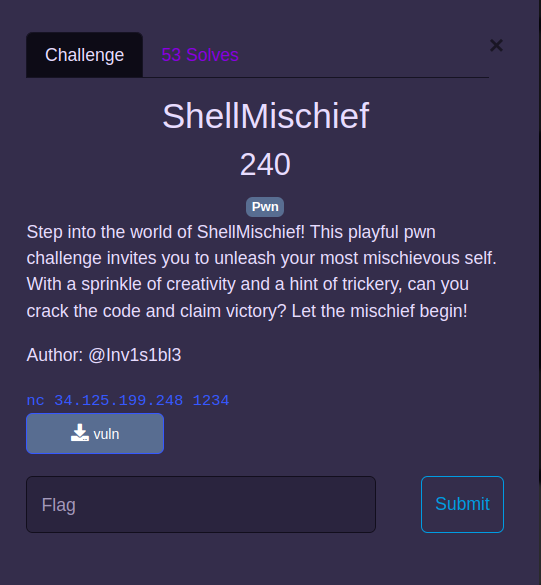 Challenge
53 Solves
×
ShellMischief
240
Pwn
Step into the world of ShellMischief! This playful pwn
challenge invites you to unleash your most mischievous self.
With a sprinkle of creativity and a hint of trickery, can you
crack the code and claim victory? Let the mischief begin!
Author: @Inv1s1bl3
nc 34.125.199.248 1234
vuln
Flag
Submit